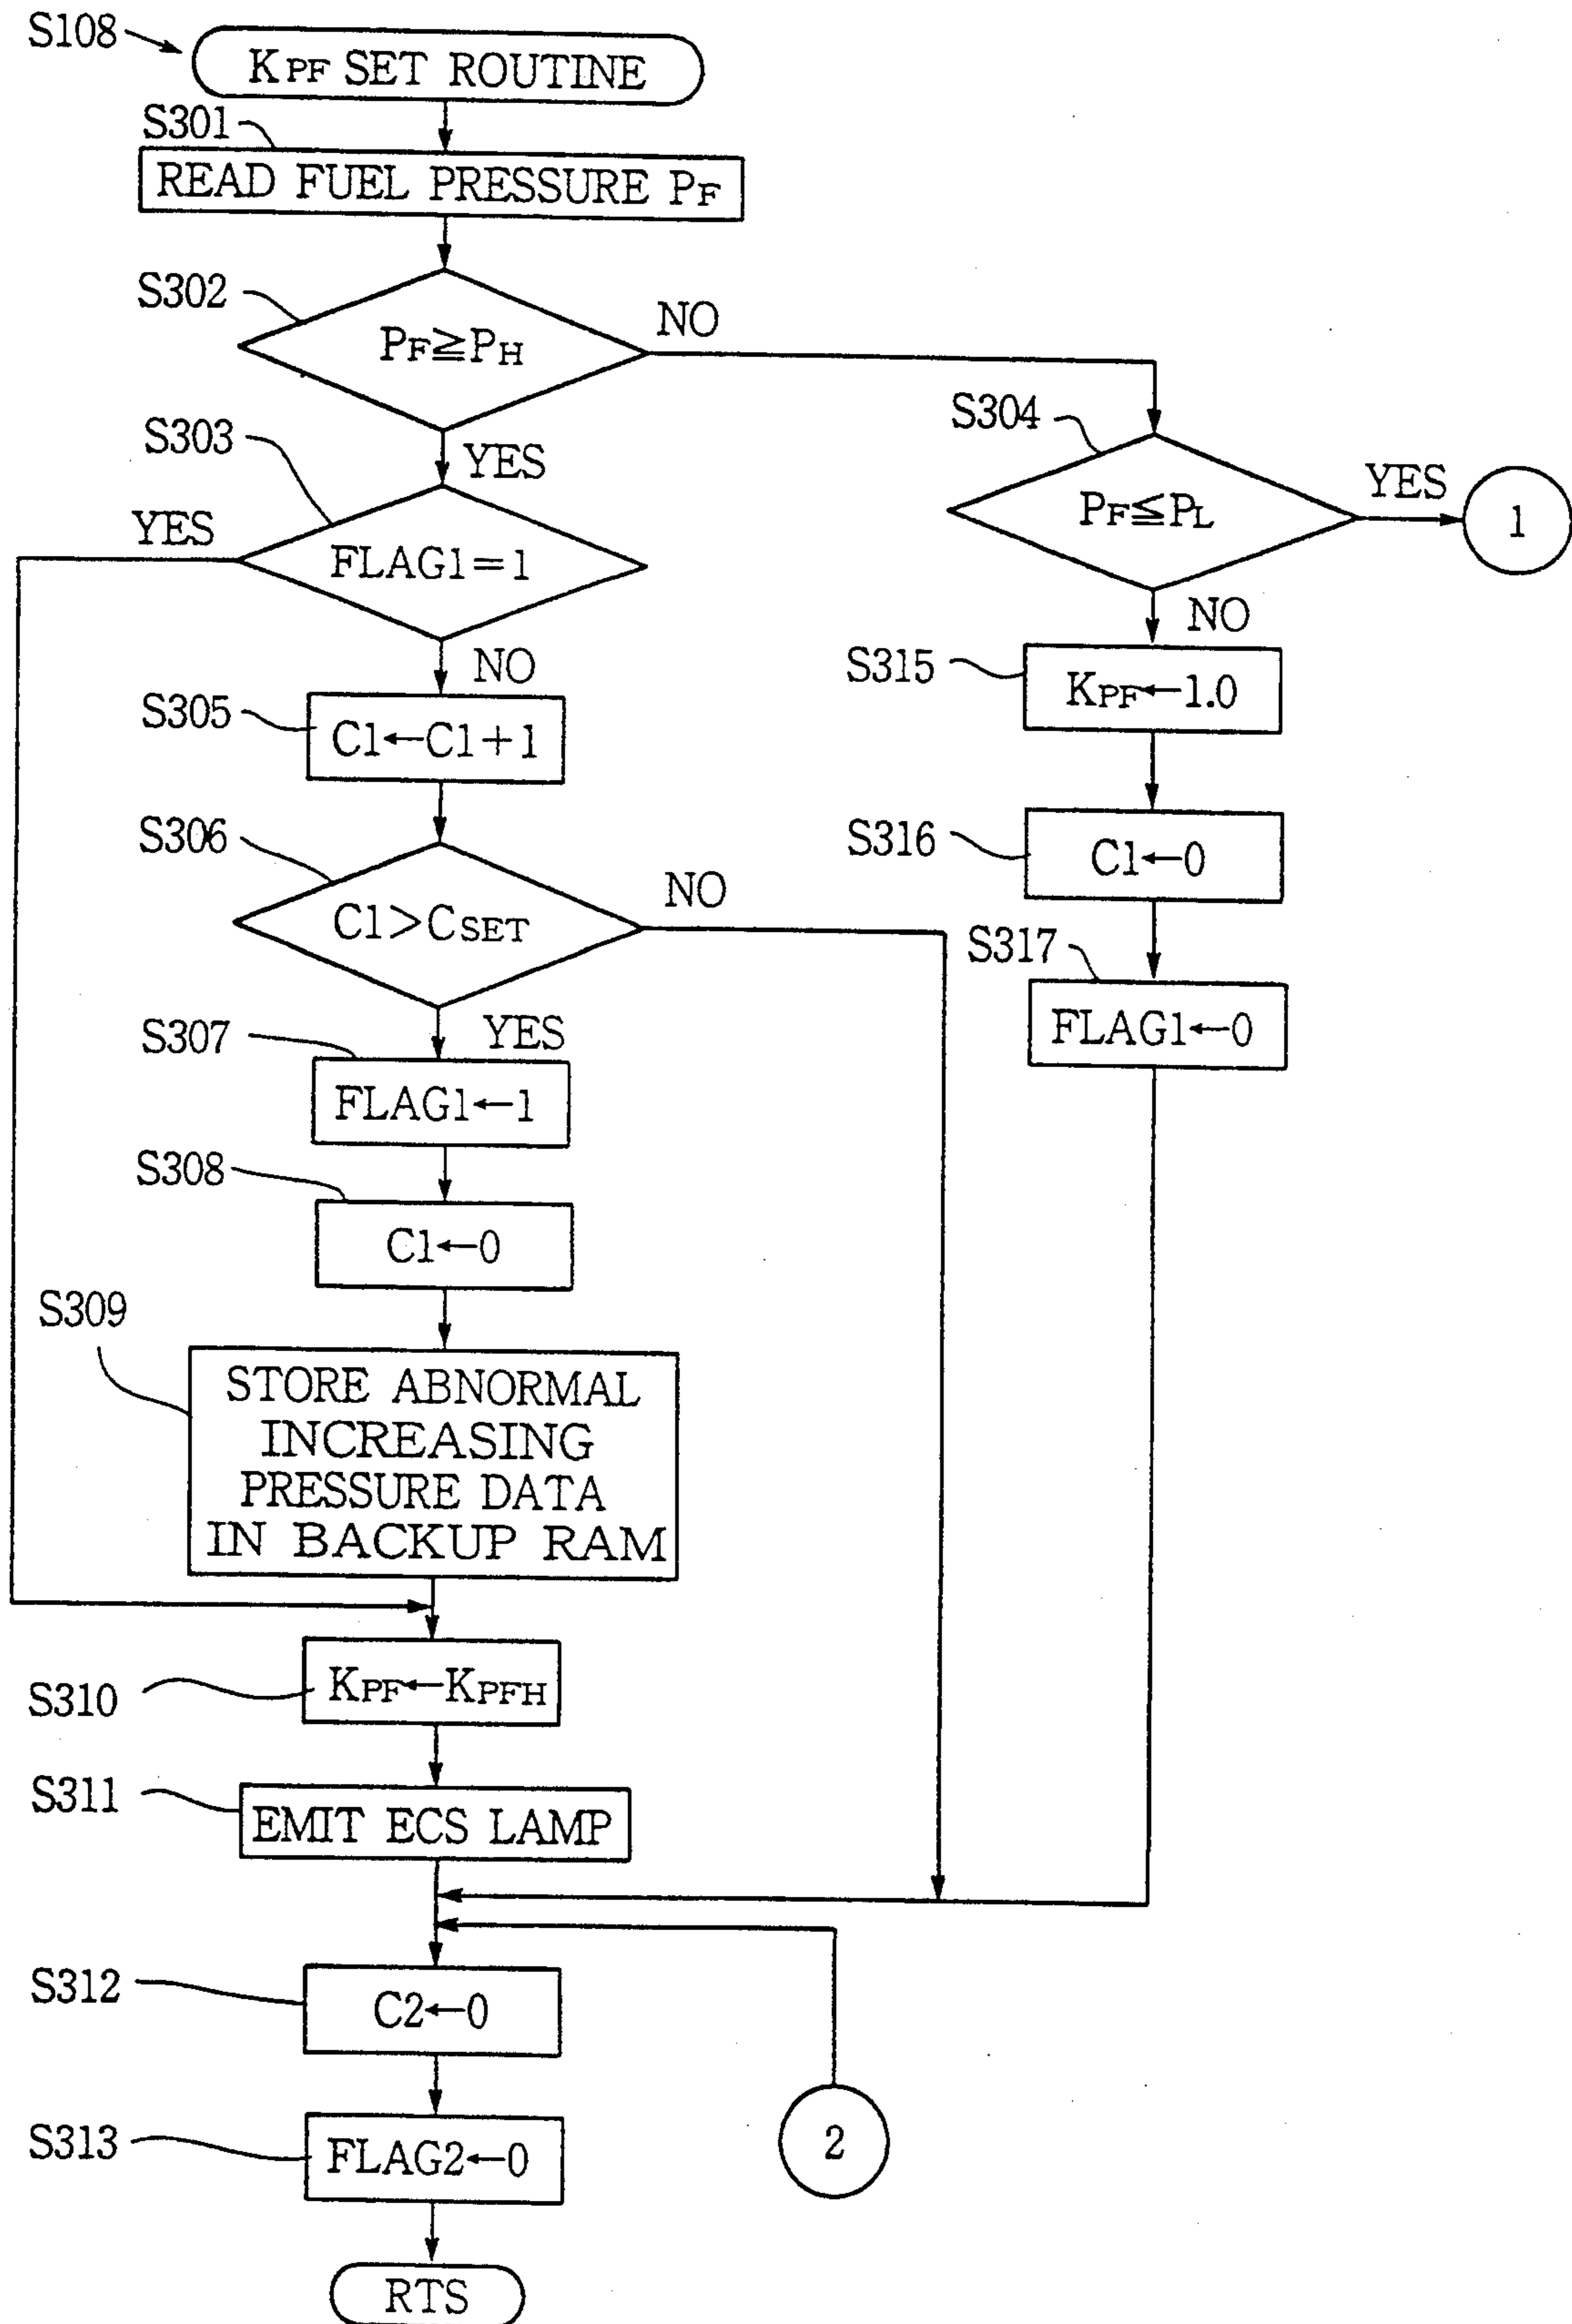 S108
KPF SET ROUTINE
S301
READ FUEL PRESSURE PF
S302
PF≧PH
NO
S303
YES
YES
FLAG1=1
S304
PF≦PL
YES
1
NO
NO
S305
C1←C1+1
S315
KPF←1.0
S306
C1>CSET
NO
S316
C1←0
S317
FLAG1←0
YES
S307
FLAG1←1
S308
C1←0
S309
STORE ABNORMAL
INCREASING
PRESSURE DATA
IN BACKUP RAM
S310
KPF←KPFH
S311
EMIT ECS LAMP
S312
C2←0
S313
FLAG2←0
2
RTS